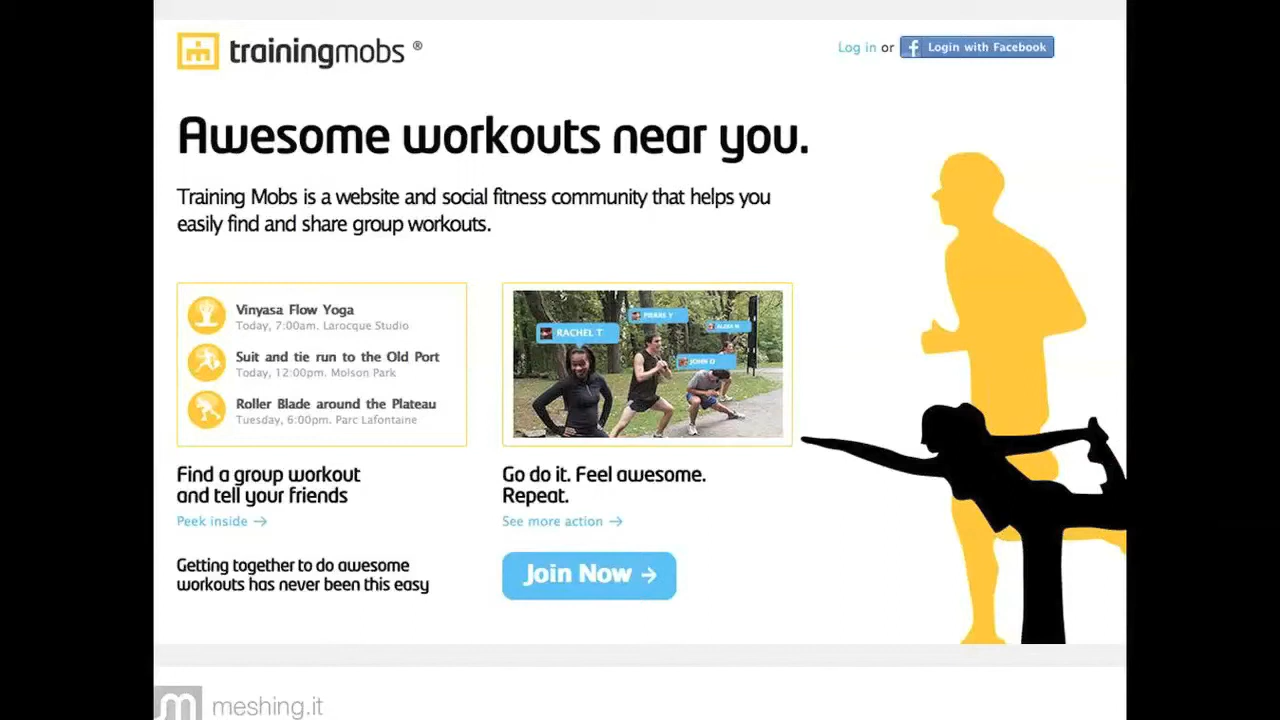 trainingmobs ®
Log in or Login with Facebook
Awesome workouts near you.
Training Mobs is a website and social fitness community that helps you
easily find and share group workouts.
Vinyasa Flow Yoga
Today, 7:00am. Larocque Studio
Suit and tie run to the Old Port
Today, 12:00pm. Molson Park
Roller Blade around the Plateau
Tuesday, 6:00pm. Parc Lafontaine
RACHEL T
PIERRE Y
ALEXA M
JOHN O
Find a group workout
and tell your friends
Peek inside →
Go do it. Feel awesome.
Repeat.
See more action →
Getting together to do awesome
workouts has never been this easy
Join Now →
meshing.it